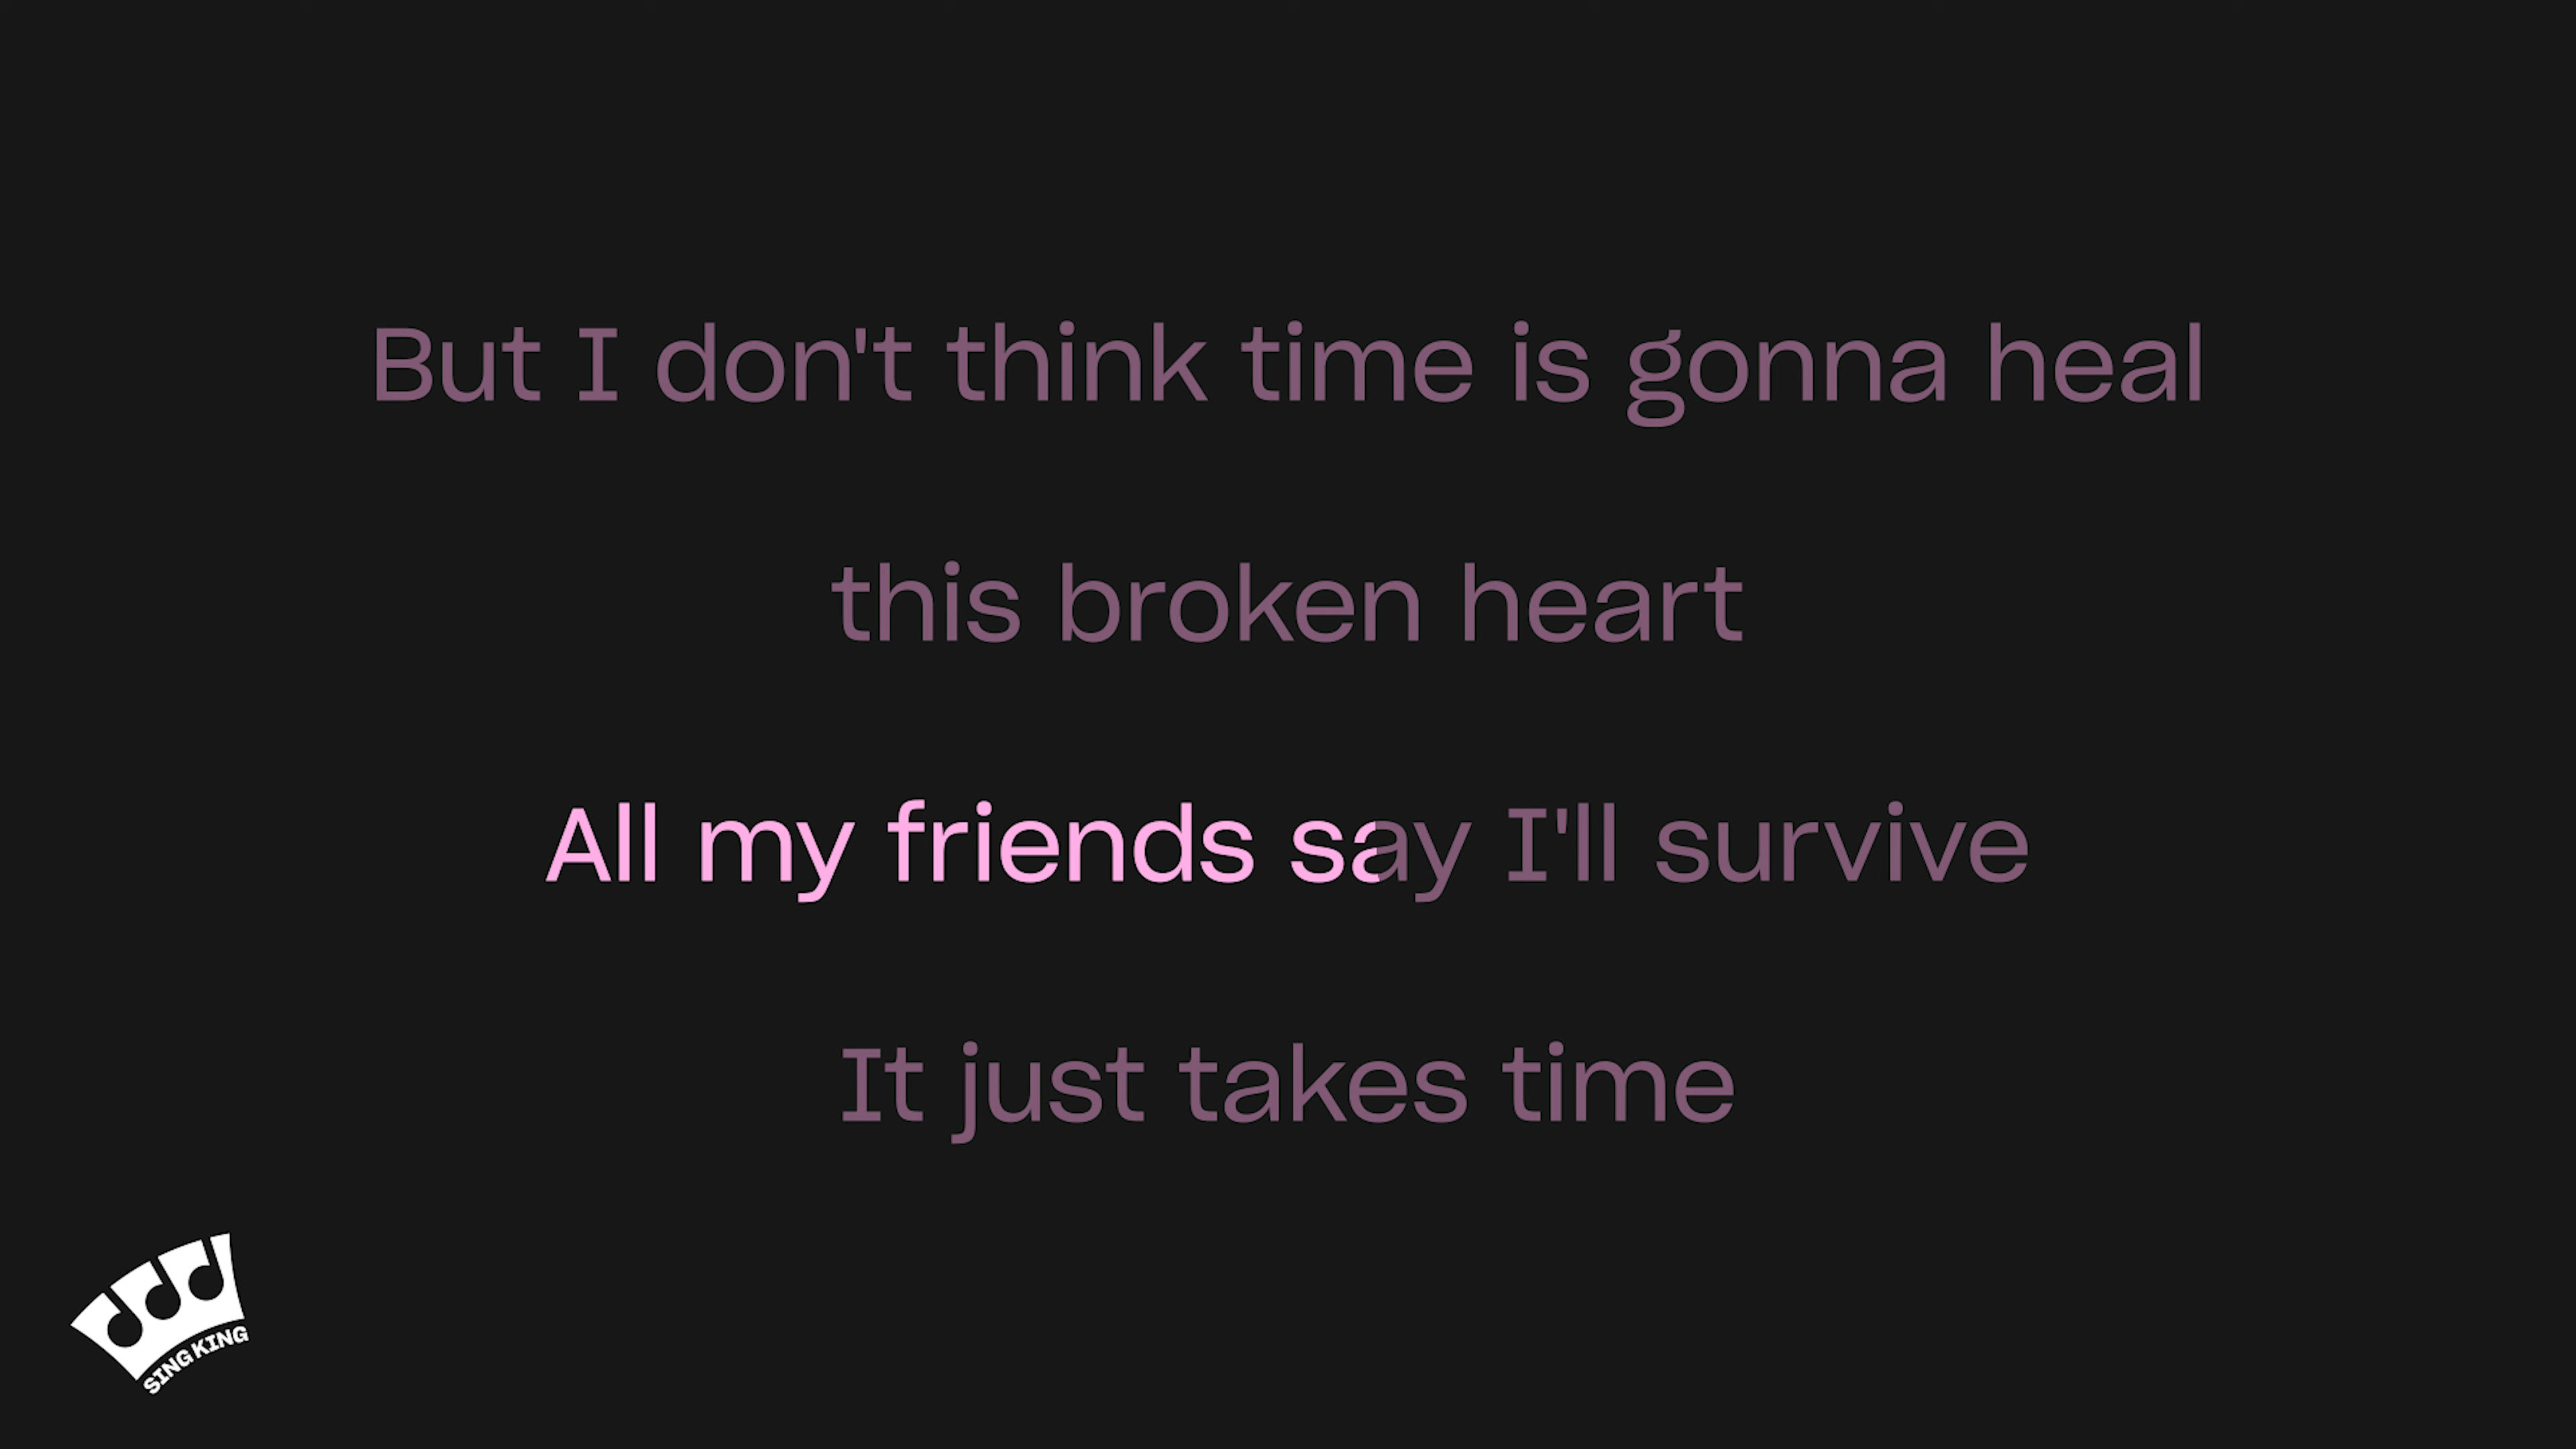 But I don't think time is gonna heal
this broken heart
All my friends say I'll survive
It just takes time
SING KING